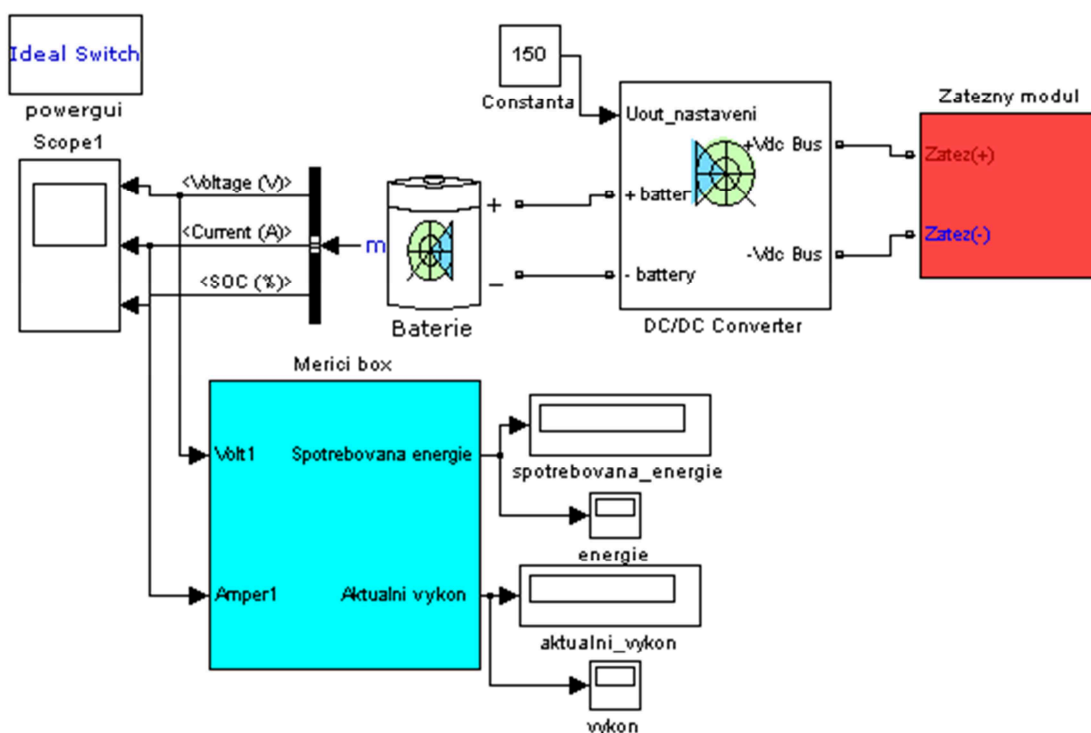 Ideal Switch
powergui
Scope1
<Voltage (V)>
<Current (A)>
<SOC (%)>
m
+
−
Baterie
150
Constanta
Uout_nastaveni
+ batter
- battery
+Vdc Bus
-Vdc Bus
DC/DC Converter
Zatezny modul
Zatez(+)
Zatez(-)
Merici box
Volt1
Spotrebovana energie
Amper1
Aktualni vykon
spotrebovana_energie
energie
aktualni_vykon
vykon